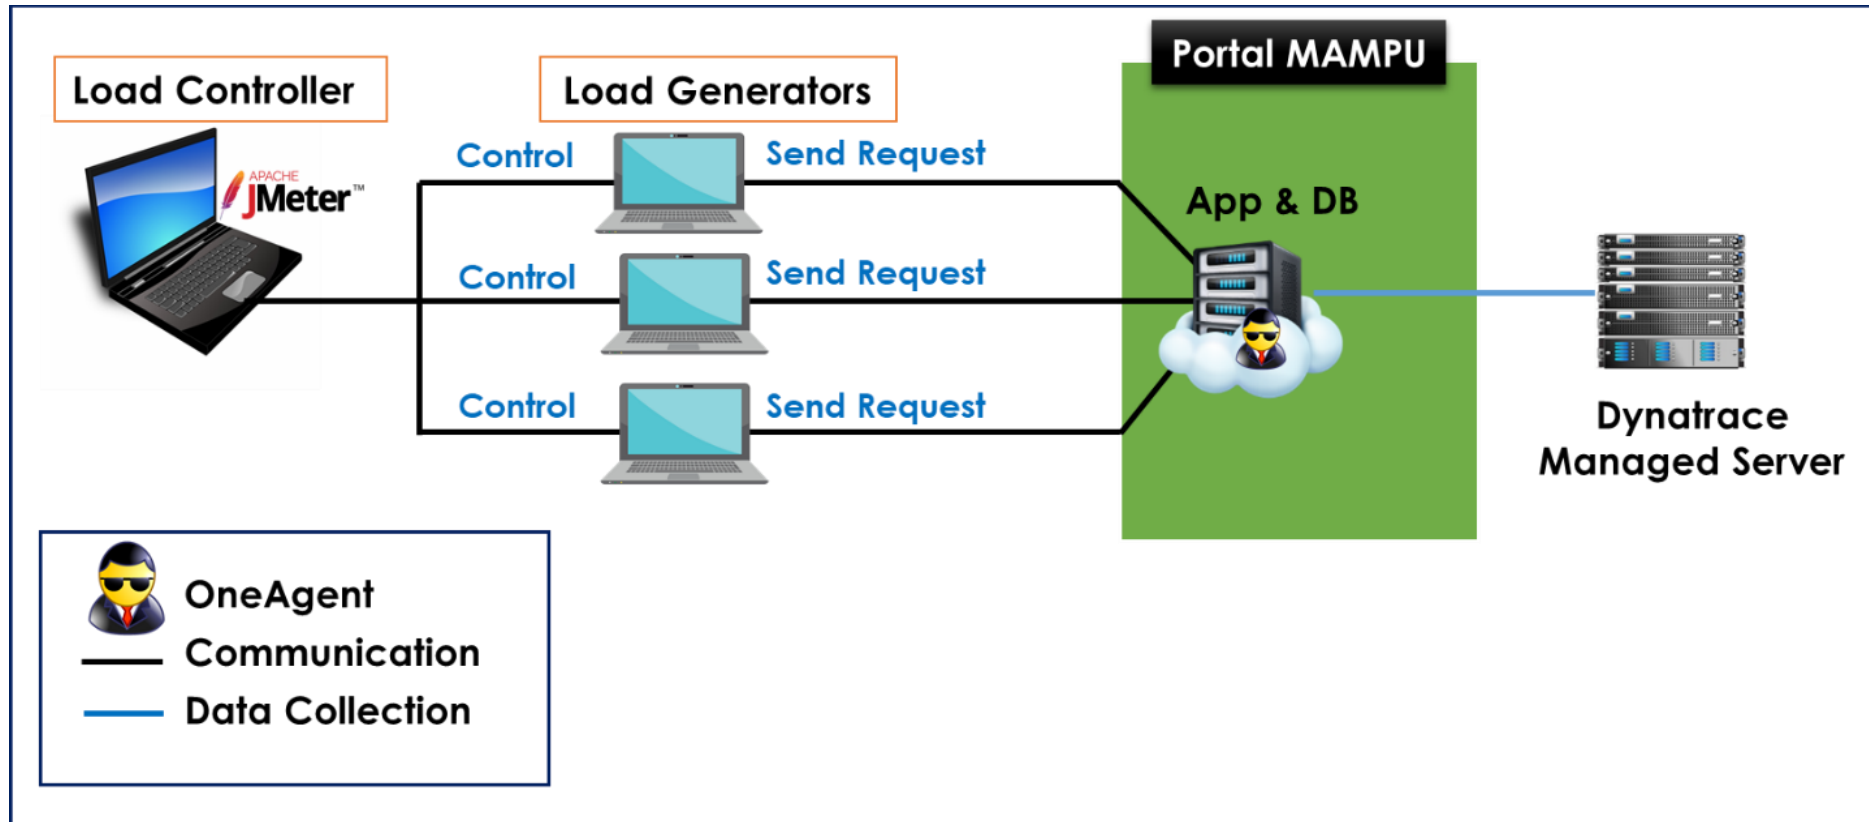 Portal MAMPU
Load Controller
Load Generators
APACHE
JMeter™
Control
Send Request
App & DB
Control
Send Request
Control
Send Request
Dynatrace
Managed Server
OneAgent
Communication
Data Collection